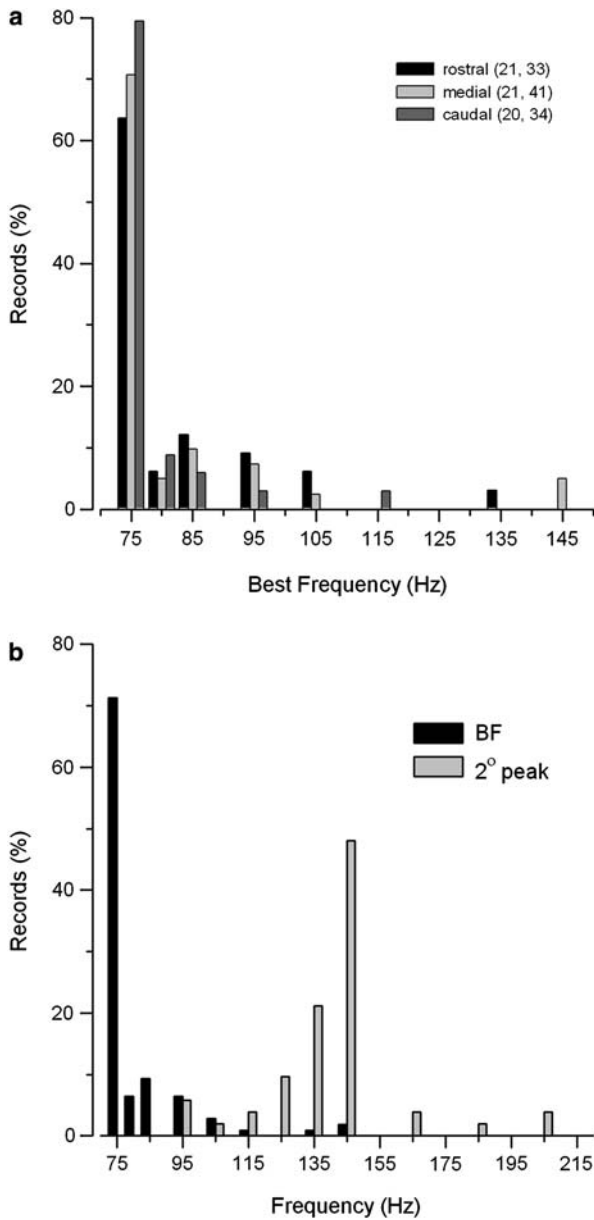 a
80
60
40
20
0
Records (%)
rostral (21, 33)
medial (21, 41)
caudal (20, 34)
75 85 95 105 115 125 135 145
Best Frequency (Hz)
b
80
60
40
20
0
Records (%)
BF
2° peak
75 95 115 135 155 175 195 215
Frequency (Hz)